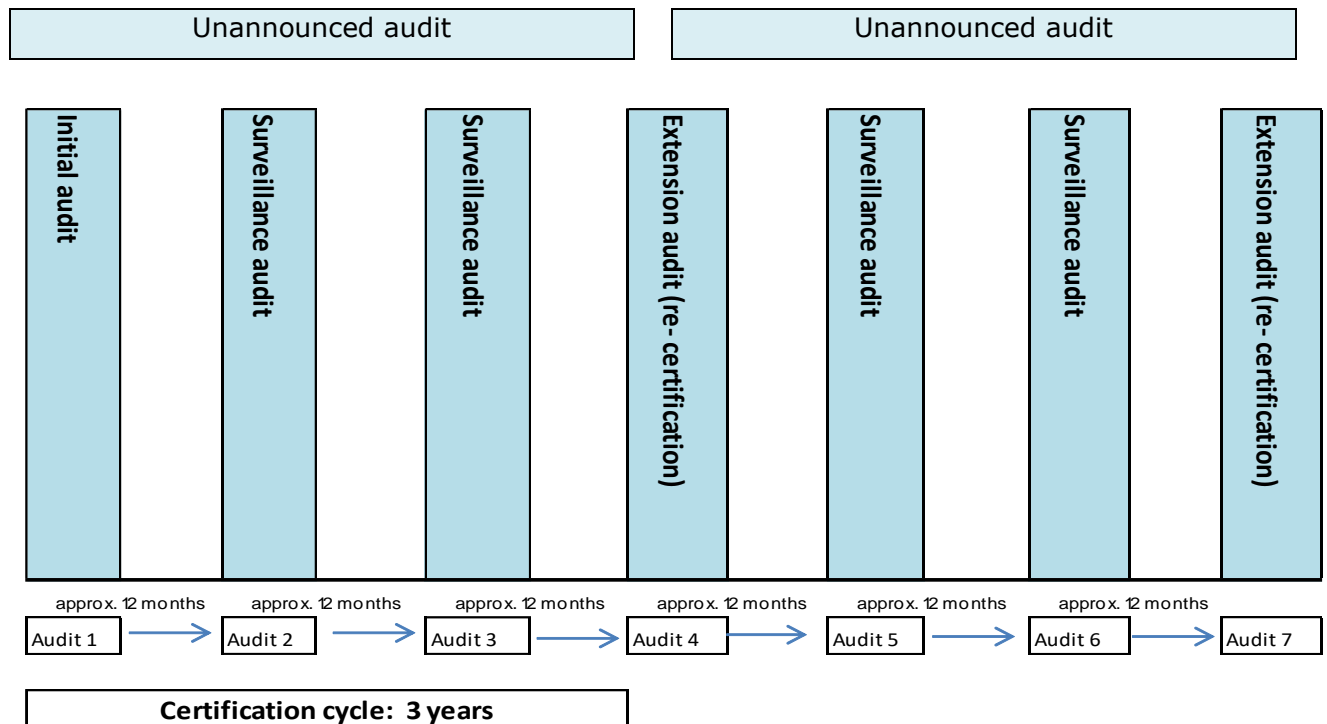 Unannounced audit
Unannounced audit
Initial audit
Surveillance audit
Surveillance audit
Extension audit (re- certification)
Surveillance audit
Surveillance audit
Extension audit (re- certification)
approx. 12 months
approx. 12 months
approx. 12 months
approx. 12 months
approx. 12 months
approx. 12 months
Audit 1
Audit 2
Audit 3
Audit 4
Audit 5
Audit 6
Audit 7
Certification cycle: 3 years